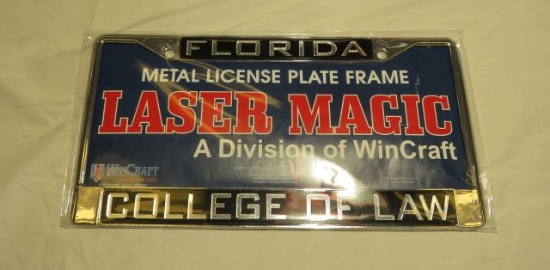 FLORIDA
METAL LICENSE PLATE FRAME
LASER MAGIC
A Division of WinCraft
WINCRAFT
COLLEGE OF LAW